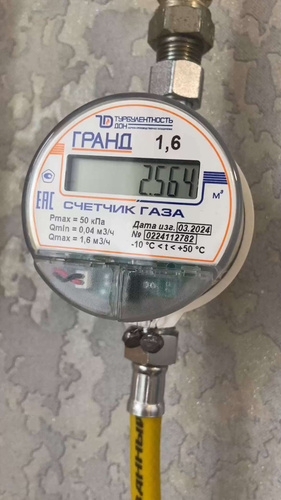 ТУРБУЛЕНТНОСТЬ
ДОН
ГРАНД 1,6
2.564
м³
ЕАС
СЧЕТЧИК ГАЗА
Pmax = 50 кПа
Qmin = 0,04 м3/ч
Qmax = 1,6 м3/ч
Дата изг. 03.2024
№ 0224112782
-10 °C < t < +50 °C